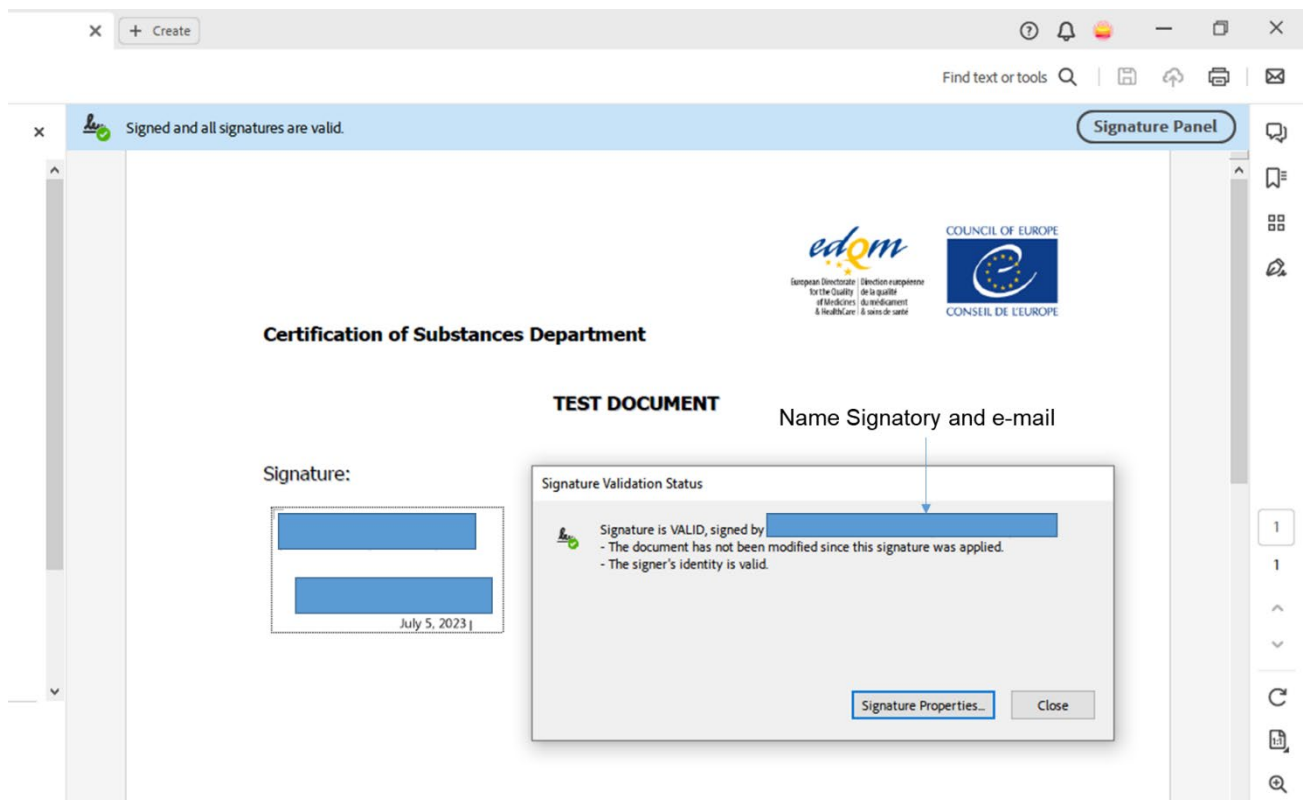 + Create
Find text or tools
Signed and all signatures are valid.
Signature Panel
edqm
European Directorate | Direction européenne
for the Quality | de la qualité
of Medicines | du médicament
& HealthCare | & soins de santé
COUNCIL OF EUROPE
CONSEIL DE L'EUROPE
Certification of Substances Department
TEST DOCUMENT
Name Signatory and e-mail
Signature:
July 5, 2023
Signature Validation Status
Signature is VALID, signed by
- The document has not been modified since this signature was applied.
- The signer's identity is valid.
Signature Properties...
Close
1
1
1:1